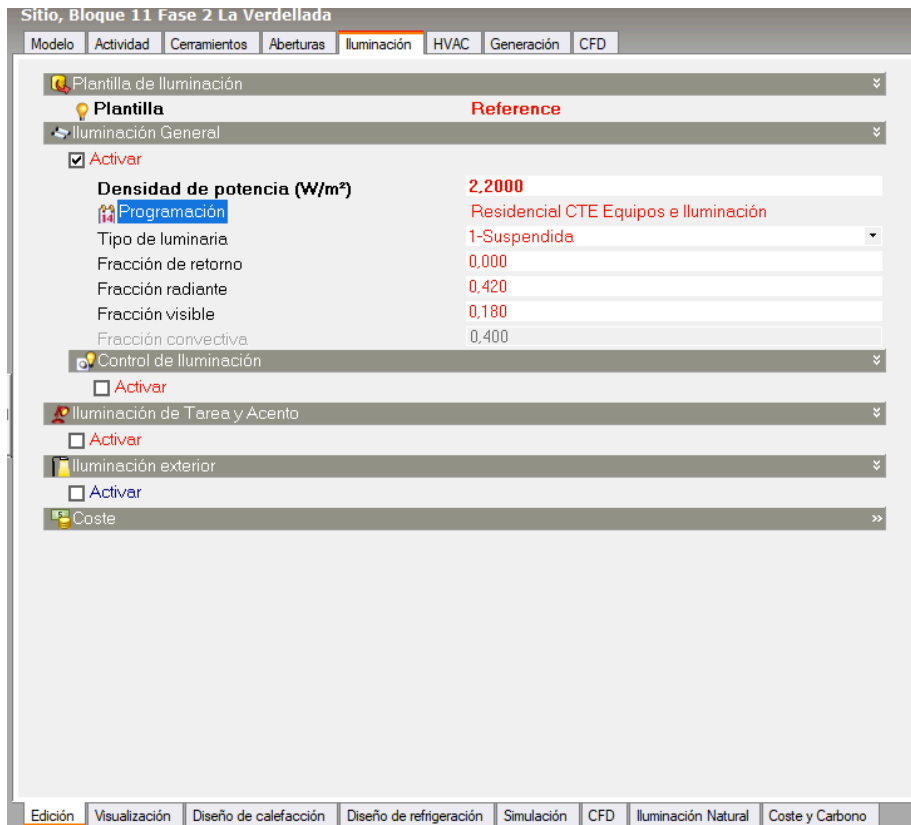 Sitio, Bloque 11 Fase 2 La Verdellada
Modelo Actividad Cerramientos Aberturas Iluminación HVAC Generación CFD
Plantilla de Iluminación
Plantilla Reference
Iluminación General
Activar
Densidad de potencia (W/m²) 2,2000
14 Programación Residencial CTE Equipos e Iluminación
Tipo de luminaria 1-Suspendida
Fracción de retorno 0,000
Fracción radiante 0,420
Fracción visible 0,180
Fracción convectiva 0,400
Control de Iluminación
Activar
Iluminación de Tarea y Acento
Activar
Iluminación exterior
Activar
Coste
Edición Visualización Diseño de calefacción Diseño de refrigeración Simulación CFD Iluminación Natural Coste y Carbono